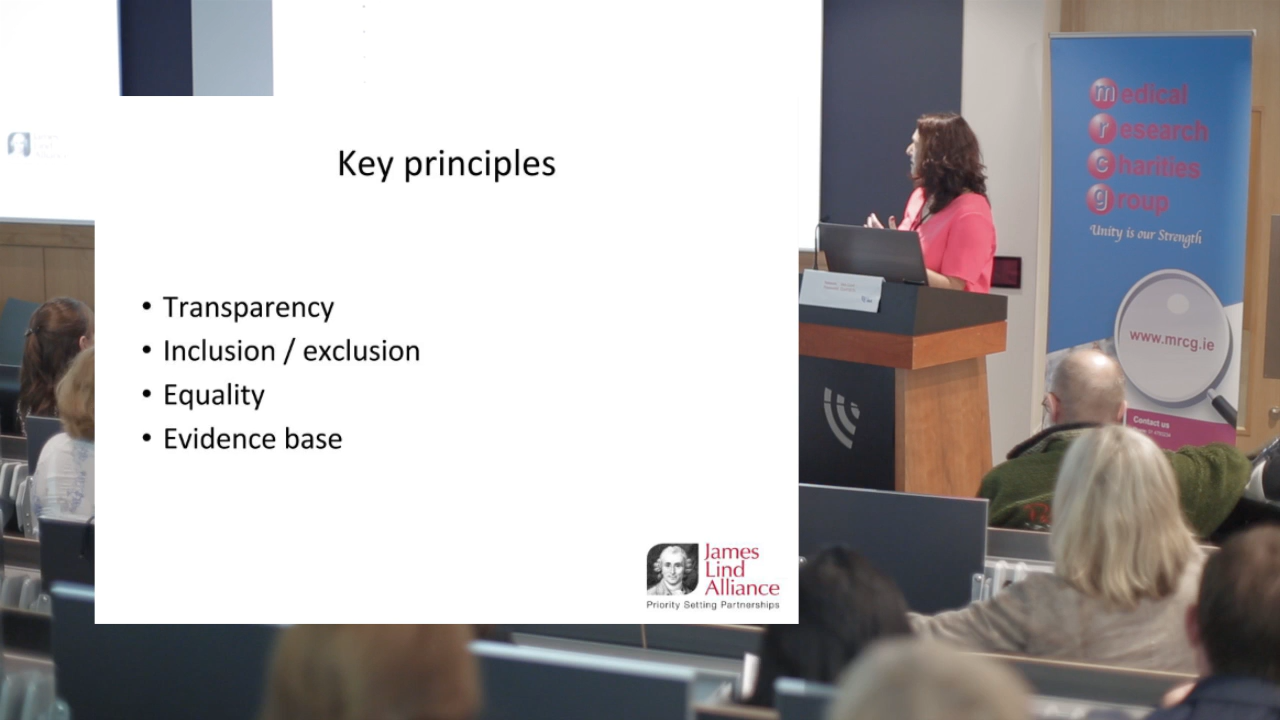 Key principles
• Transparency
• Inclusion / exclusion
• Equality
• Evidence base
James
Lind
Alliance
Priority Setting Partnerships
medical
research
charities
group
Unity is our Strength
www.mrcg.ie
Contact us